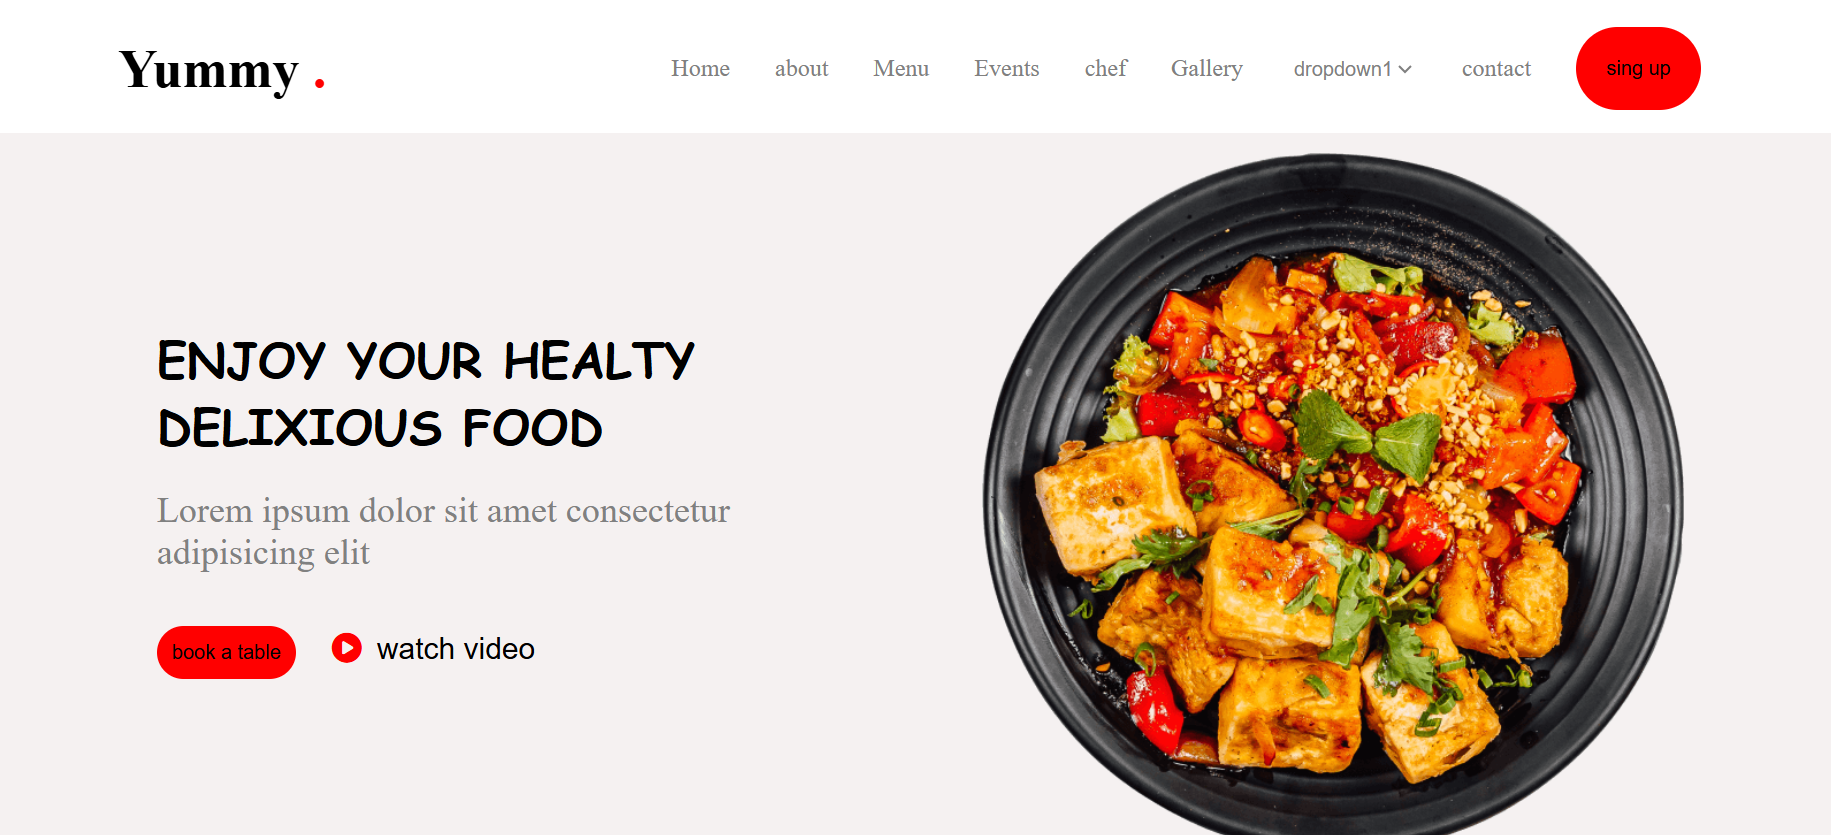 Yummy .
Home about Menu Events chef Gallery dropdown1 contact sing up
ENJOY YOUR HEALTY
DELIXIOUS FOOD
Lorem ipsum dolor sit amet consectetur
adipisicing elit
book a table watch video